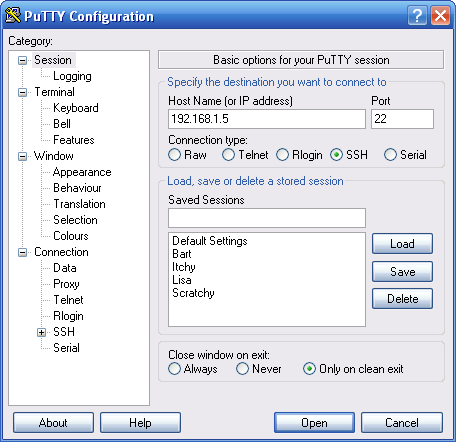 PuTTY Configuration
Category:
Session
Logging
Terminal
Keyboard
Bell
Features
Window
Appearance
Behaviour
Translation
Selection
Colours
Connection
Data
Proxy
Telnet
Rlogin
SSH
Serial
Basic options for your PuTTY session
Specify the destination you want to connect to
Host Name (or IP address) Port
192.168.1.5 22
Connection type:
Raw Telnet Rlogin SSH Serial
Load, save or delete a stored session
Saved Sessions
Default Settings
Bart
Itchy
Lisa
Scratchy
Load
Save
Delete
Close window on exit:
Always Never Only on clean exit
About Help Open Cancel